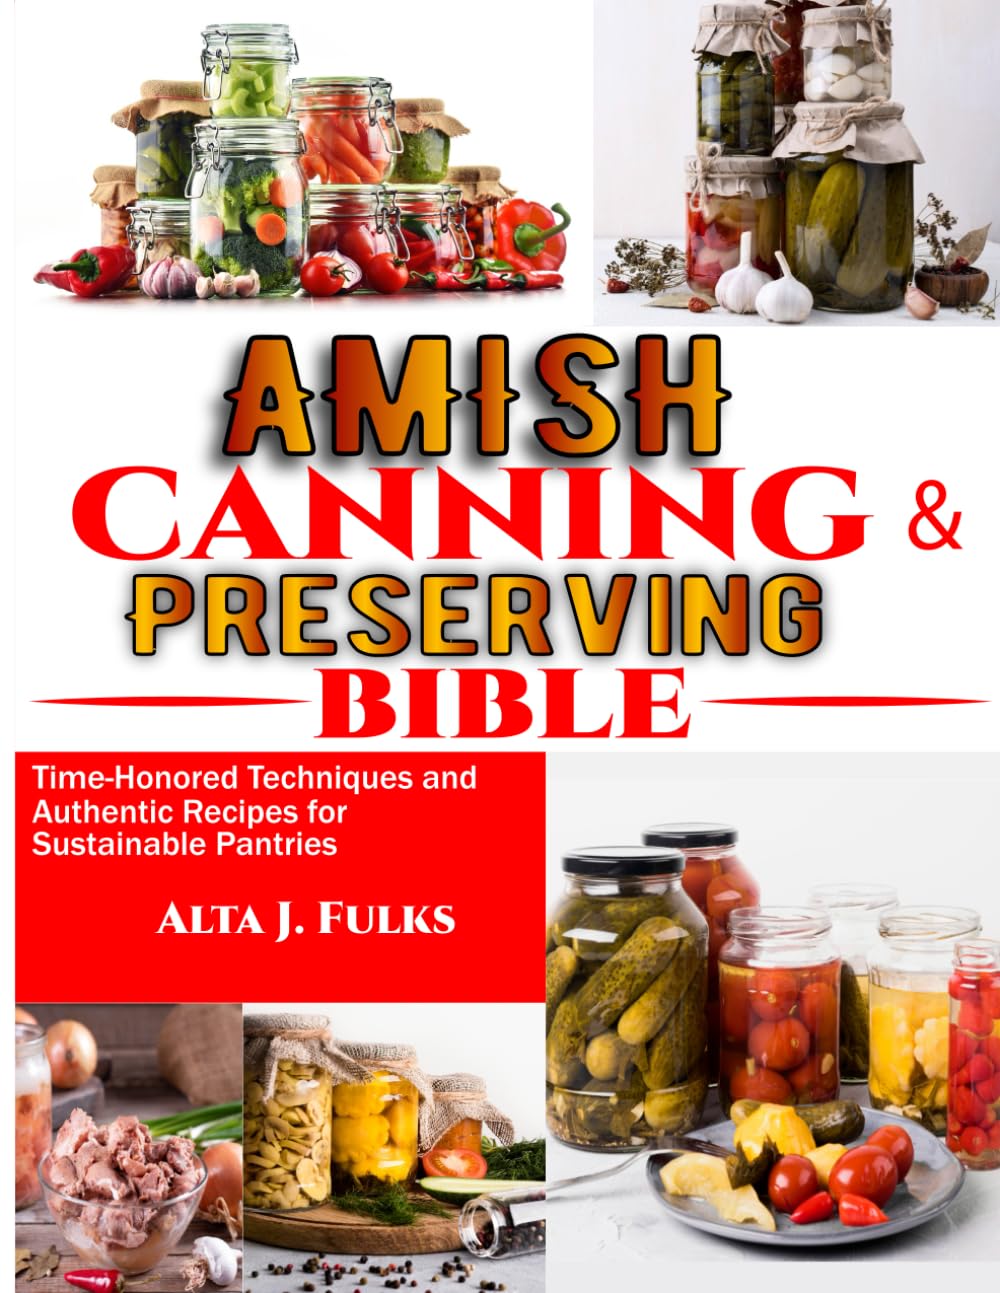 AMISH
CANNING &
PRESERVING
BIBLE
Time-Honored Techniques and
Authentic Recipes for
Sustainable Pantries
ALTA J. FULKS